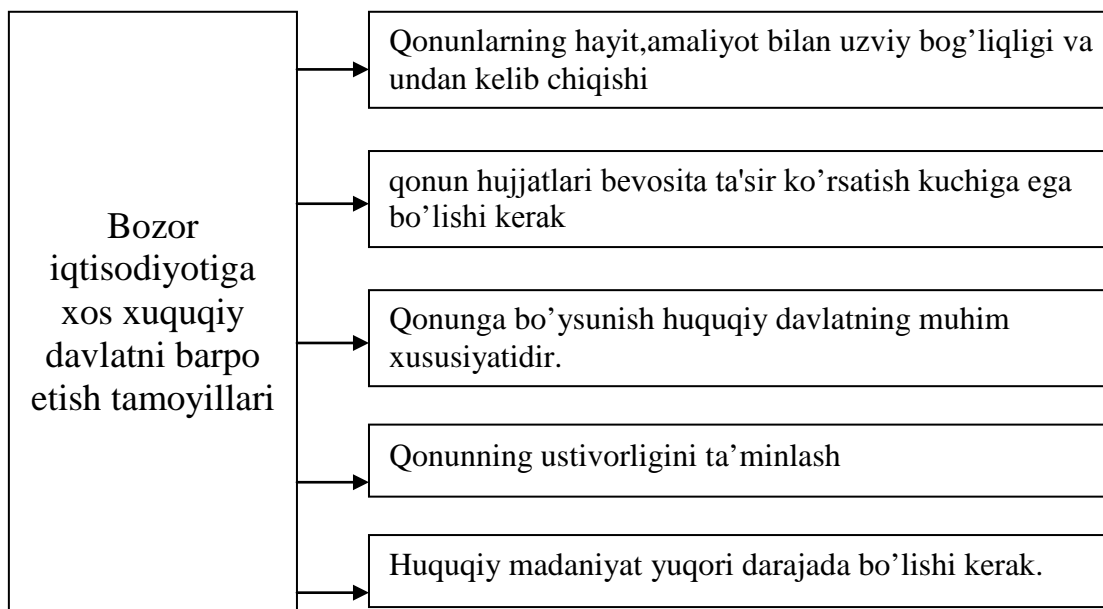 Bozor
iqtisodiyotiga
xos xuquqiy
davlatni barpo
etish tamoyillari
Qonunlarning hayit,amaliyot bilan uzviy bog’liqligi va
undan kelib chiqishi
qonun hujjatlari bevosita ta'sir ko’rsatish kuchiga ega
bo’lishi kerak
Qonunga bo’ysunish huquqiy davlatning muhim
xususiyatidir.
Qonunning ustivorligini ta’minlash
Huquqiy madaniyat yuqori darajada bo’lishi kerak.